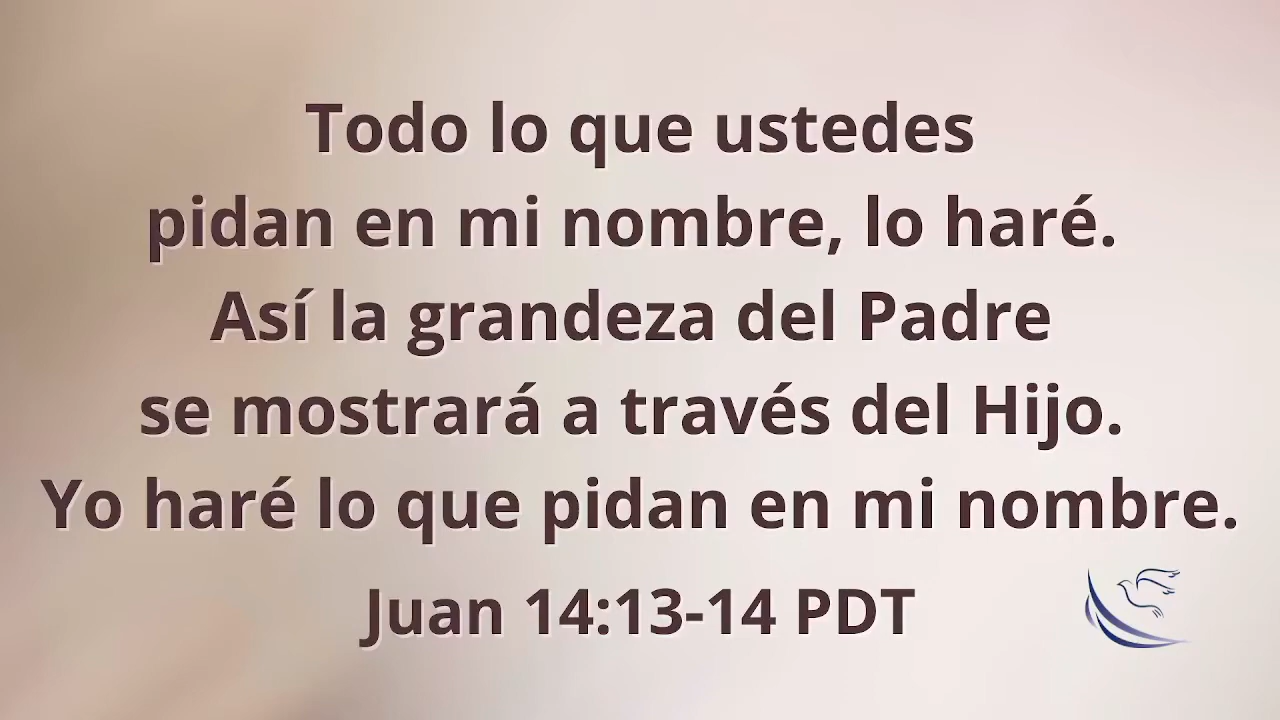 Todo lo que ustedes
pidan en mi nombre, lo haré.
Así la grandeza del Padre
se mostrará a través del Hijo.
Yo haré lo que pidan en mi nombre.
Juan 14:13-14 PDT